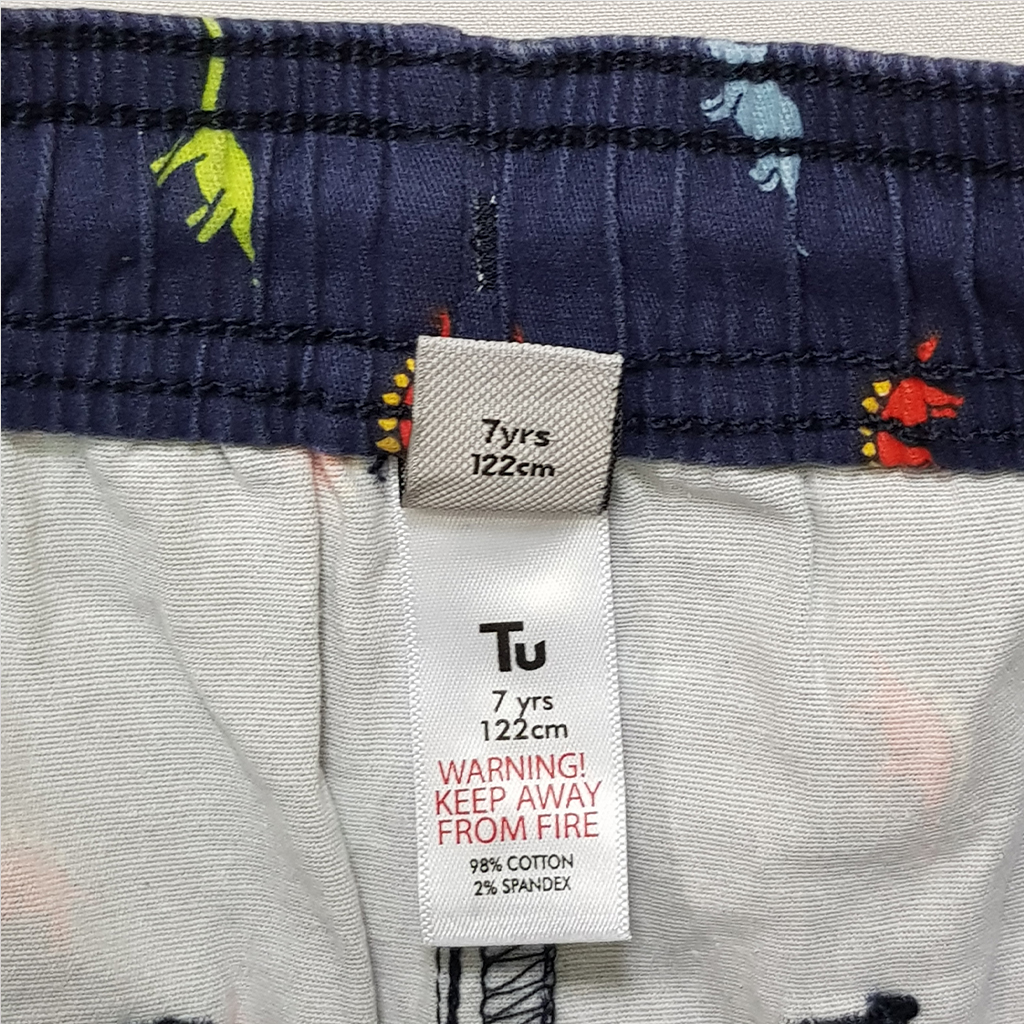 7yrs
122cm
Tu
7 yrs
122cm
WARNING!
KEEP AWAY
FROM FIRE
98% COTTON
2% SPANDEX